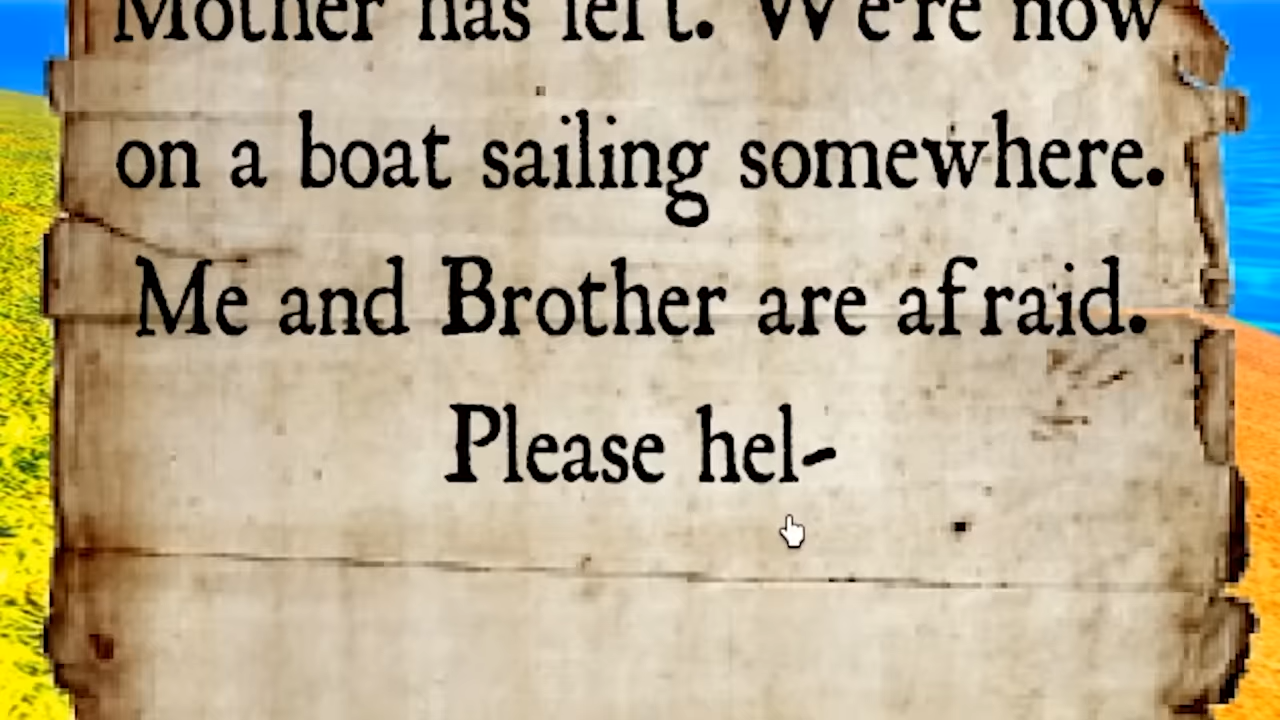 Mother has left. We're now
on a boat sailing somewhere.
Me and Brother are afraid.
Please hel-